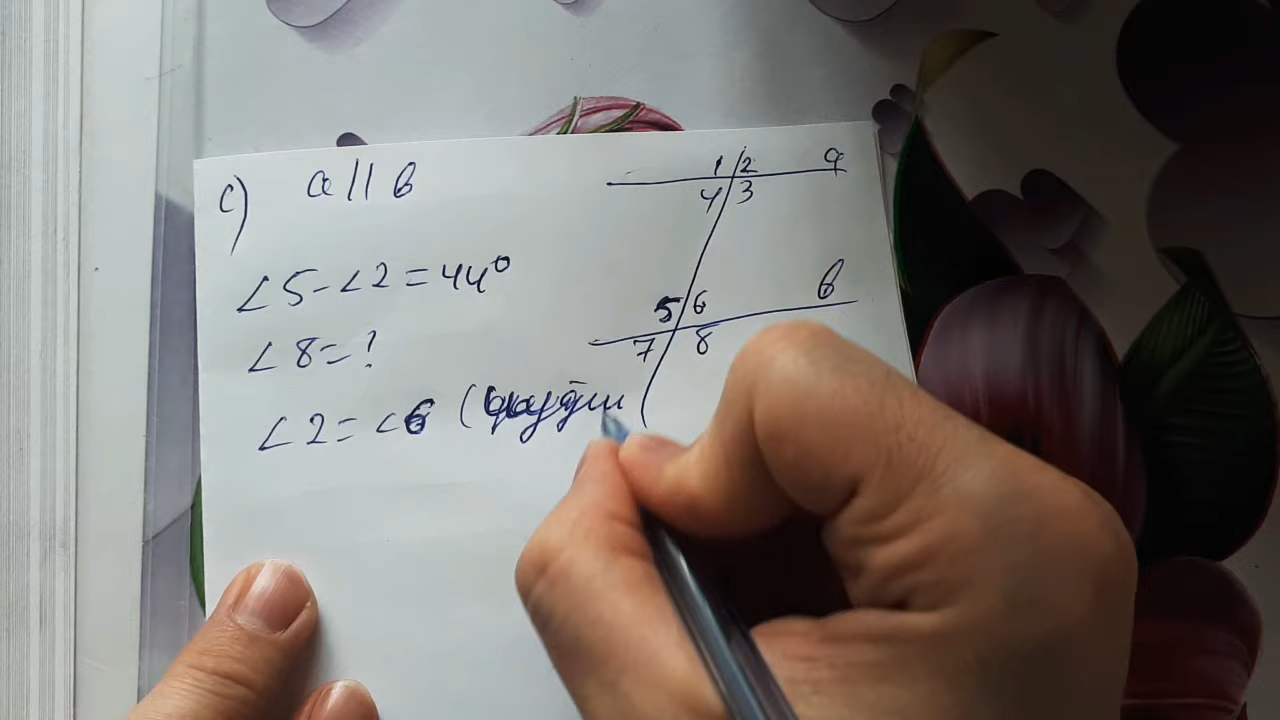 c) a || b
∠5-∠2=44°
∠8=?
∠2=∠6 (
1 2 a
4 3
5 6 b
7 8